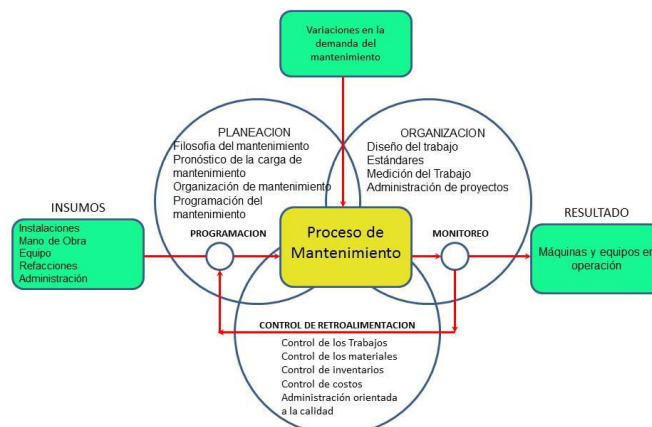 Variaciones en la
demanda del
mantenimiento
PLANEACION
Filosofia del mantenimiento
Pronóstico de la carga de
mantenimiento
Organización de mantenimiento
Programación del
mantenimiento
ORGANIZACION
Diseño del trabajo
Estándares
Medición del Trabajo
Administración de proyectos
INSUMOS
Instalaciones
Mano de Obra
Equipo
Refacciones
Administración
PROGRAMACION
Proceso de
Mantenimiento
MONITOREO
RESULTADO
Máquinas y equipos en
operación
CONTROL DE RETROALIMENTACION
Control de los Trabajos
Control de los materiales
Control de inventarios
Control de costos
Administración orientada
a la calidad